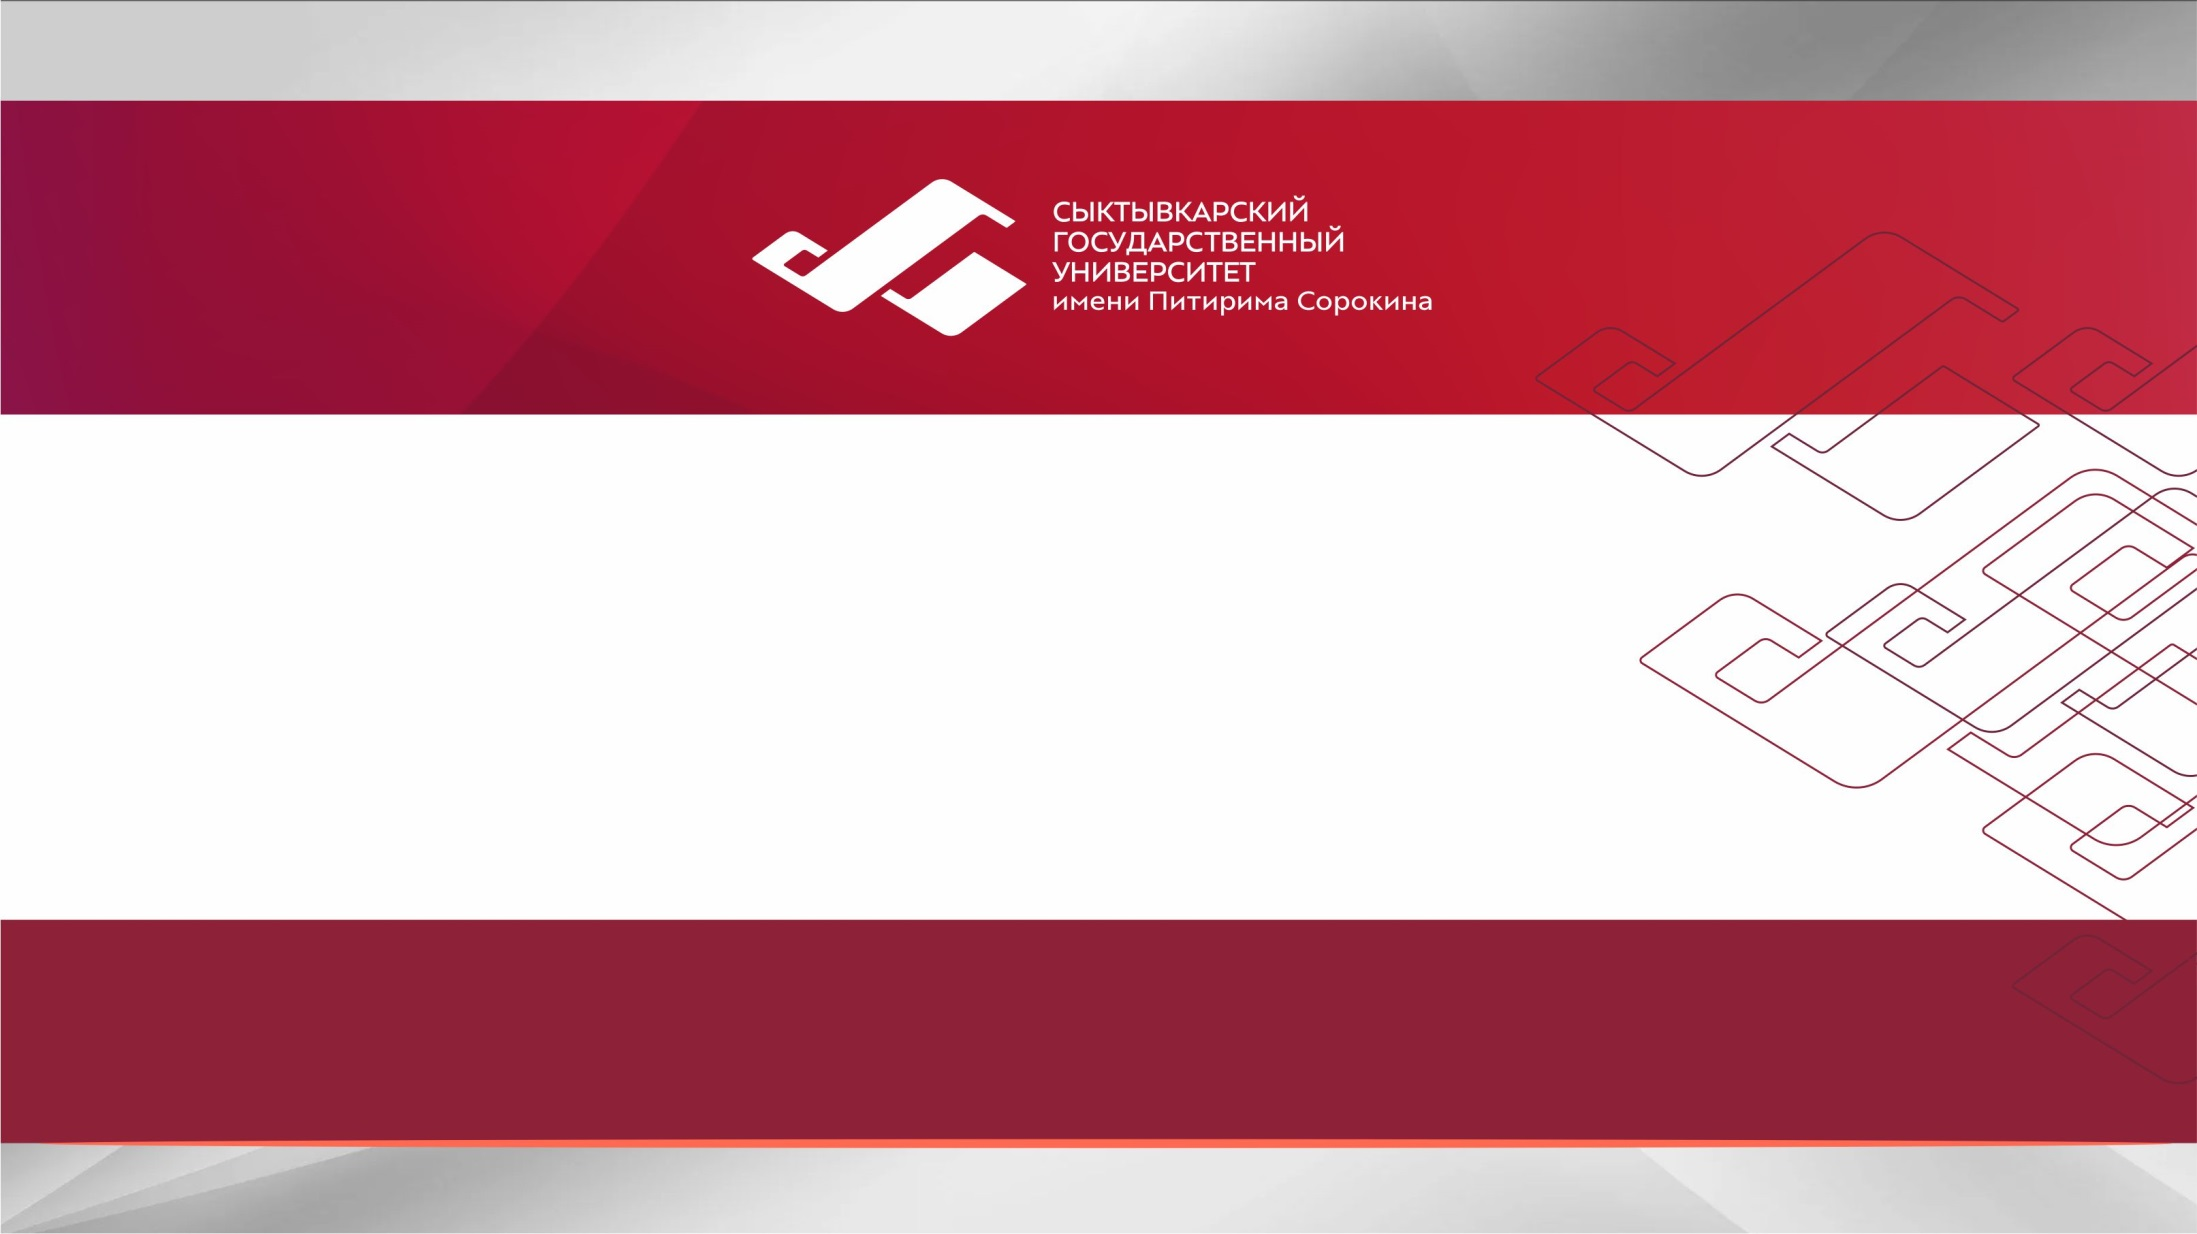 СЫКТЫВКАРСКИЙ
ГОСУДАРСТВЕННЫЙ
УНИВЕРСИТЕТ
имени Питирима Сорокина